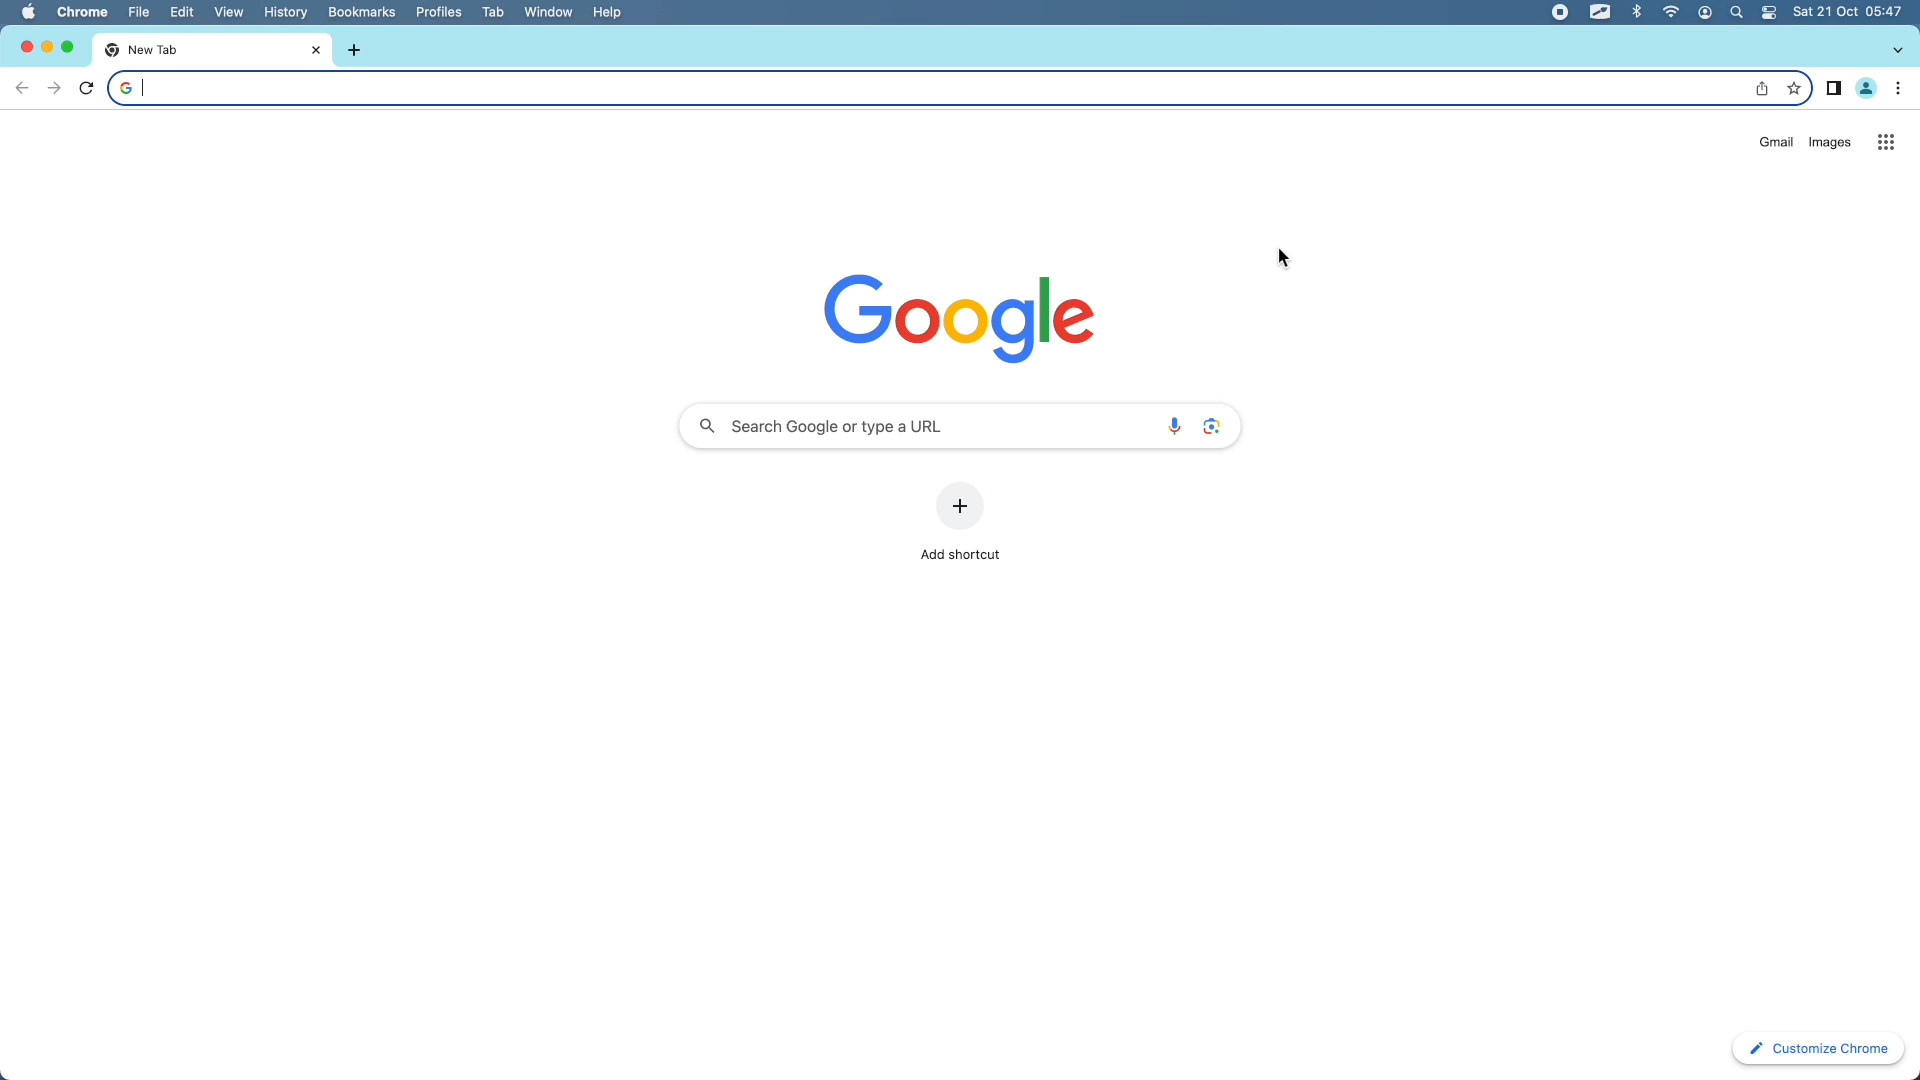 Chrome File Edit View History Bookmarks Profiles Tab Window Help Sat 21 Oct 05:47
New Tab
Gmail Images
Google
Search Google or type a URL
Add shortcut
Customize Chrome